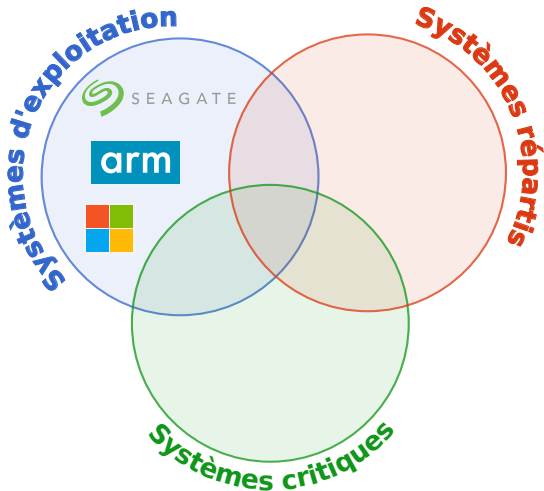 Systèmes d'exploitation
Systèmes répartis
SEAGATE
arm
Systèmes critiques